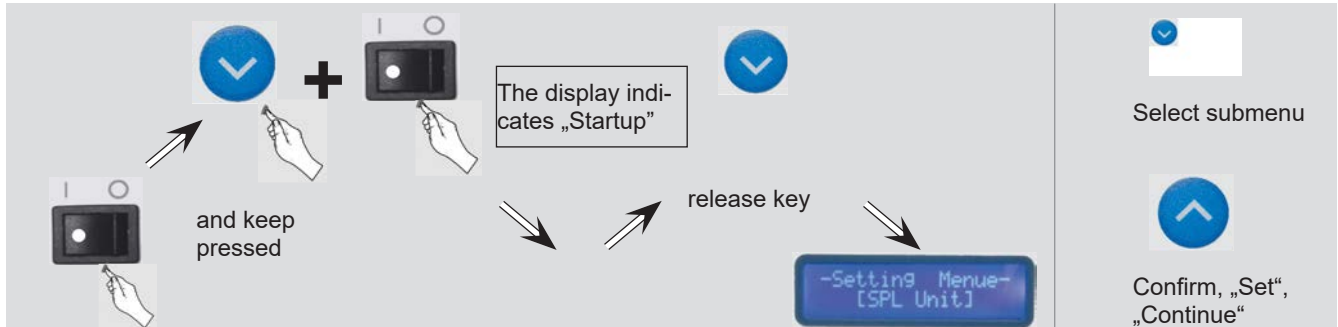 I O
+
The display indi-
cates „Startup”
I O
and keep
pressed
release key
-Setting Menue-
[SPL Unit]
Select submenu
Confirm, „Set“,
„Continue“